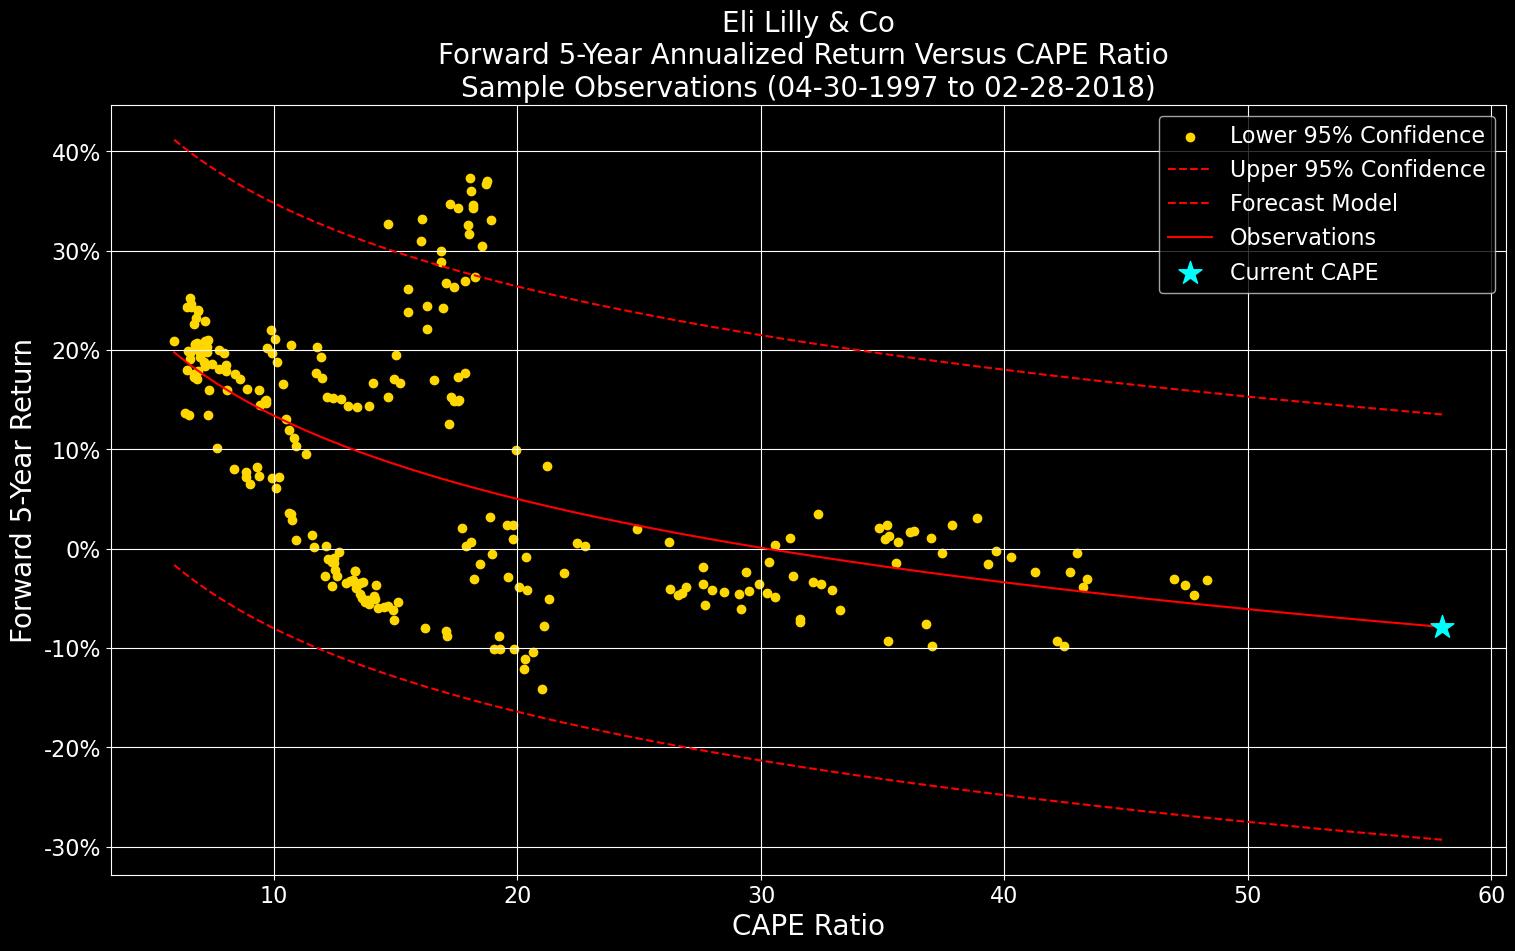 Eli Lilly & Co
Forward 5-Year Annualized Return Versus CAPE Ratio
Sample Observations (04-30-1997 to 02-28-2018)
Lower 95% Confidence
Upper 95% Confidence
Forecast Model
Observations
Current CAPE
Forward 5-Year Return
40%
30%
20%
10%
0%
-10%
-20%
-30%
10 20 30 40 50 60
CAPE Ratio